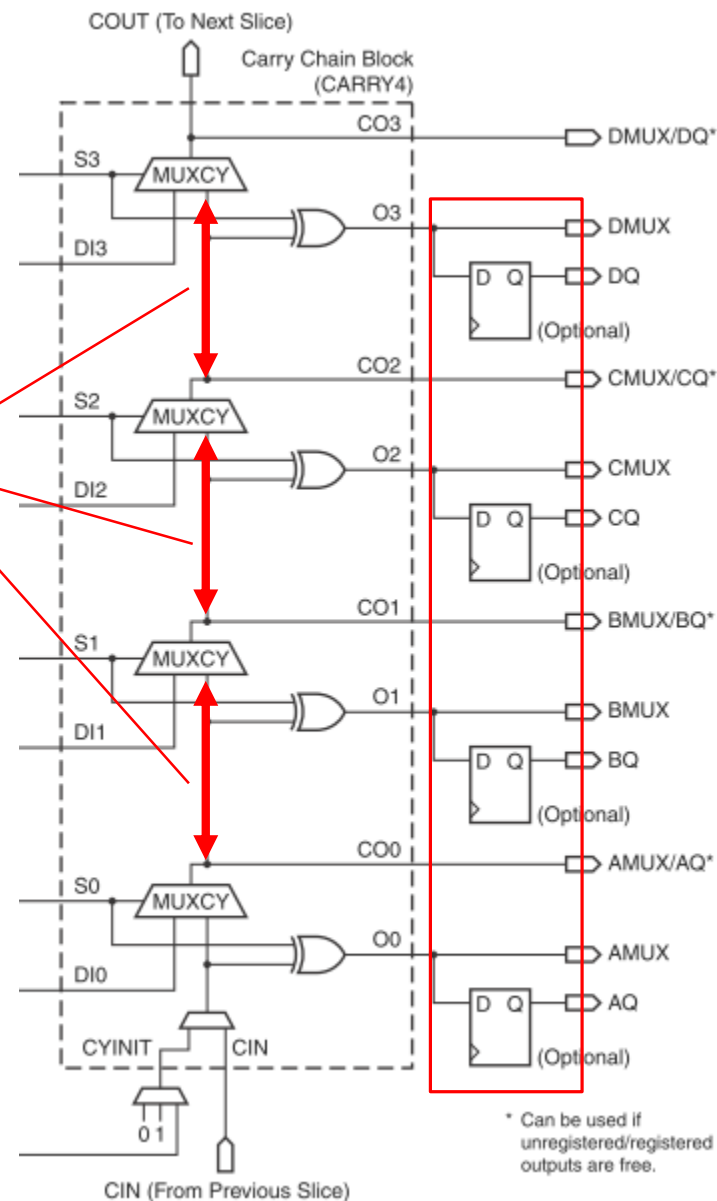 COUT (To Next Slice)
Carry Chain Block
(CARRY4)
CO3
DMUX/DQ*
S3
MUXCY
O3
DMUX
DI3
D Q
DQ
(Optional)
CO2
CMUX/CQ*
S2
MUXCY
O2
CMUX
DI2
D Q
CQ
(Optional)
CO1
BMUX/BQ*
S1
MUXCY
O1
BMUX
DI1
D Q
BQ
(Optional)
CO0
AMUX/AQ*
S0
MUXCY
O0
AMUX
DI0
D Q
AQ
CYINIT
CIN
(Optional)
0 1
* Can be used if
unregistered/registered
outputs are free.
CIN (From Previous Slice)